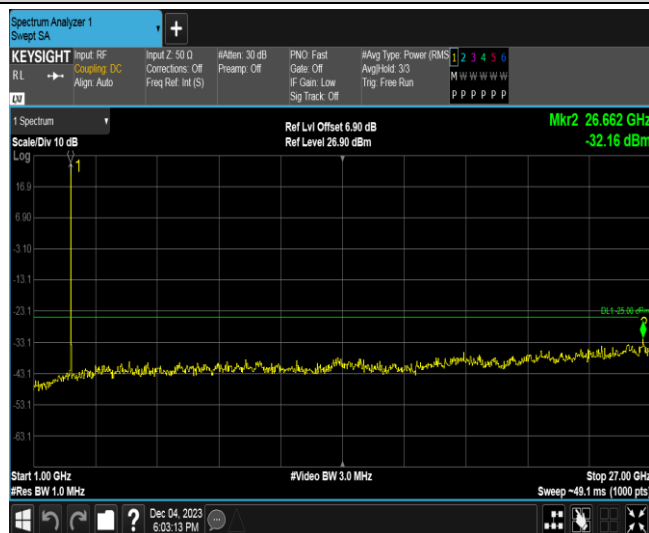 Spectrum Analyzer 1
Swept SA
+
KEYSIGHT
RL
LXI
Input: RF
Coupling: DC
Align: Auto
Input Z: 50 Ω
Corrections: Off
Freq Ref: Int (S)
#Atten: 30 dB
Preamp: Off
PNO: Fast
Gate: Off
IF Gain: Low
Sig Track: Off
#Avg Type: Power (RMS
Avg|Hold: 3/3
Trig: Free Run
1 2 3 4 5 6
M W W W W W
P P P P P P
1 Spectrum
Scale/Div 10 dB
Log
Ref Lvl Offset 6.90 dB
Ref Level 26.90 dBm
Mkr2 26.662 GHz
-32.16 dBm
1
16.9
6.90
-3.10
-13.1
-23.1
DL1 -25.00 dBm
2
-33.1
-43.1
-53.1
-63.1
Start 1.00 GHz
#Res BW 1.0 MHz
#Video BW 3.0 MHz
Stop 27.00 GHz
Sweep ~49.1 ms (1000 pts)
?
Dec 04, 2023
6:03:13 PM